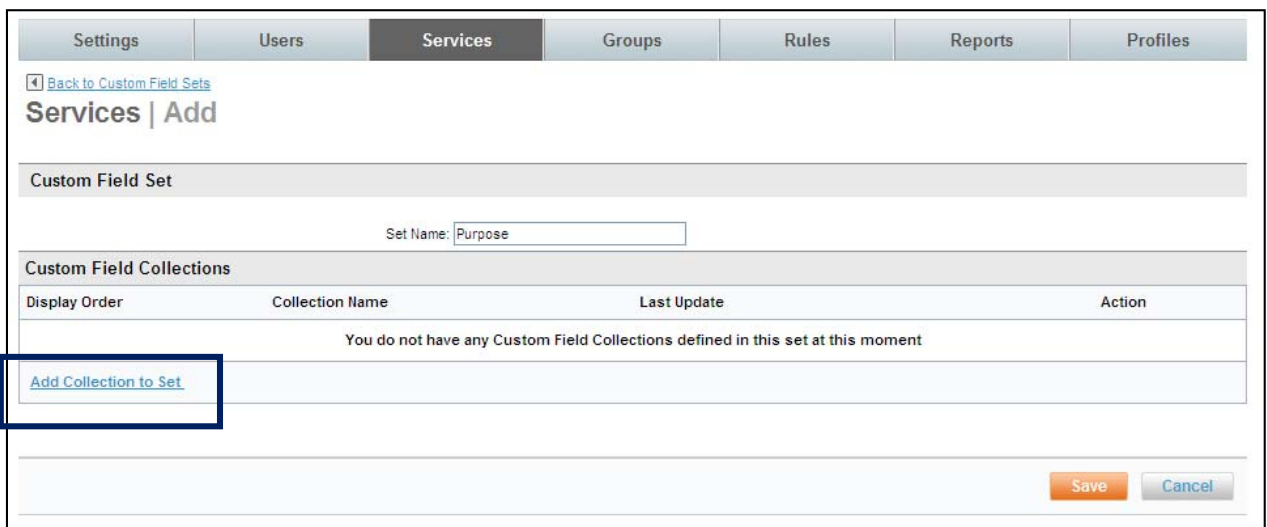 Settings Users Services Groups Rules Reports Profiles
Back to Custom Field Sets
Services | Add
Custom Field Set
Set Name: Purpose
Custom Field Collections
Display Order Collection Name Last Update Action
You do not have any Custom Field Collections defined in this set at this moment
Add Collection to Set
Save Cancel